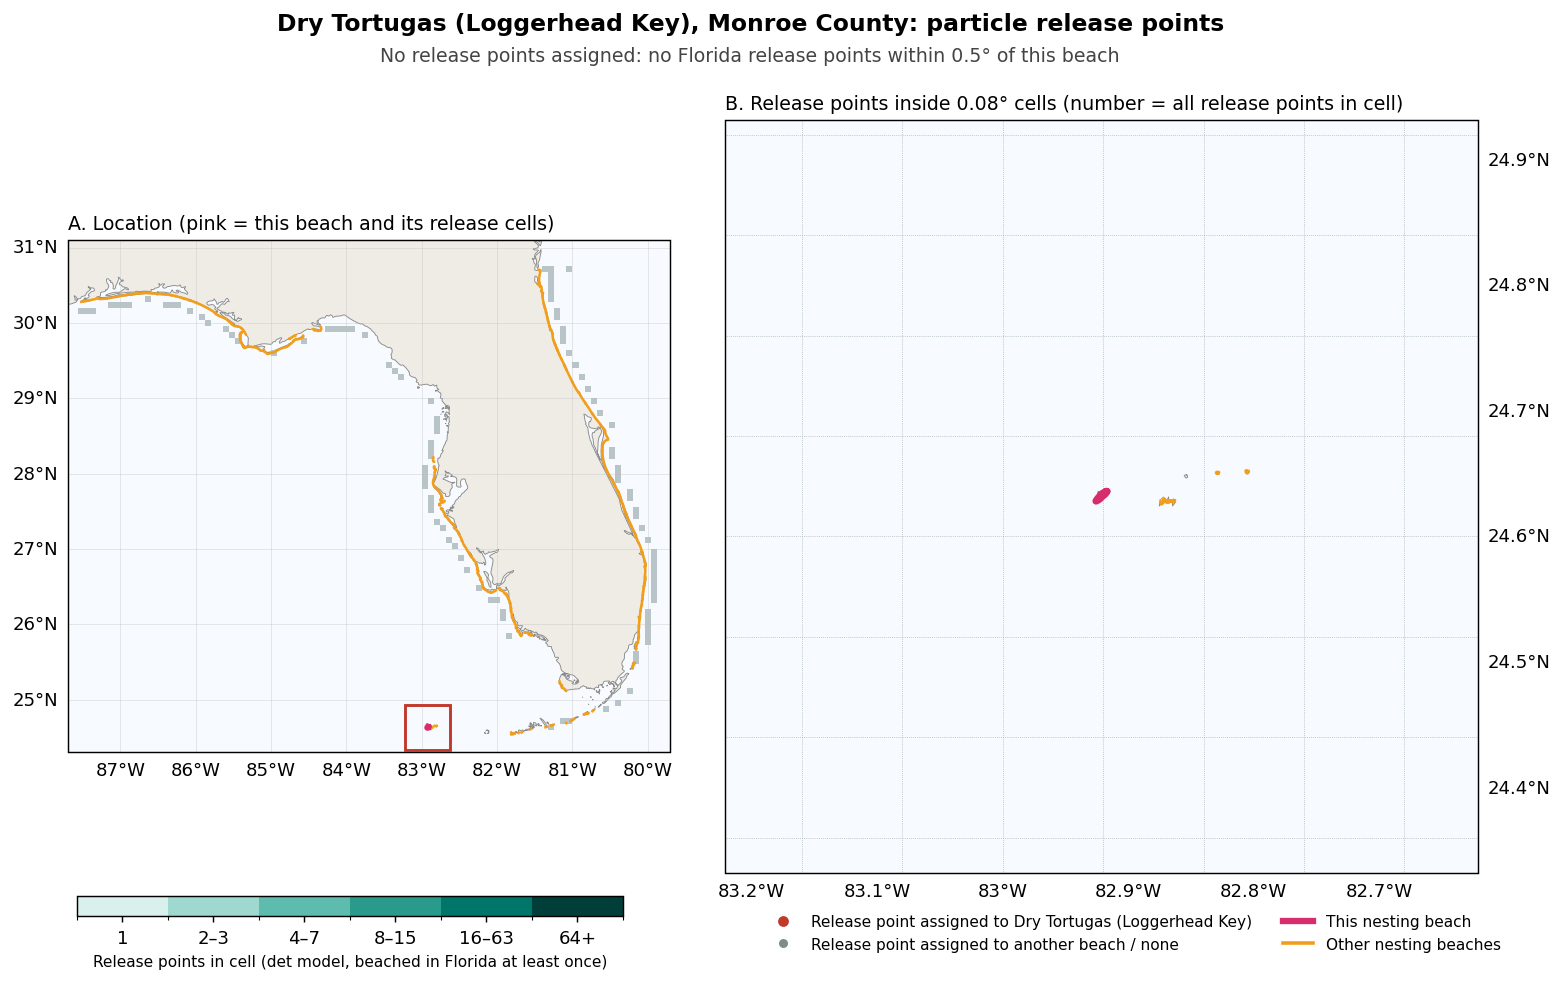 Dry Tortugas (Loggerhead Key), Monroe County: particle release points
No release points assigned: no Florida release points within 0.5° of this beach
A. Location (pink = this beach and its release cells)
31°N
30°N
29°N
28°N
27°N
26°N
25°N
87°W 86°W 85°W 84°W 83°W 82°W 81°W 80°W
B. Release points inside 0.08° cells (number = all release points in cell)
24.9°N
24.8°N
24.7°N
24.6°N
24.5°N
24.4°N
83.2°W 83.1°W 83°W 82.9°W 82.8°W 82.7°W
1 2–3 4–7 8–15 16–63 64+
Release points in cell (det model, beached in Florida at least once)
Release point assigned to Dry Tortugas (Loggerhead Key)
Release point assigned to another beach / none
This nesting beach
Other nesting beaches